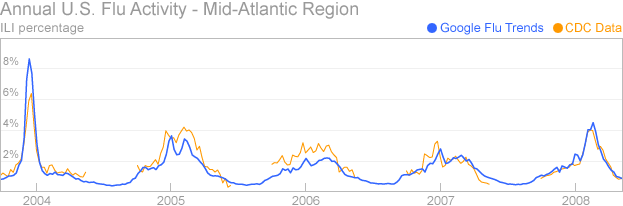 Annual U.S. Flu Activity - Mid-Atlantic Region
ILI percentage
Google Flu Trends
CDC Data
8%
6%
4%
2%
2004 2005 2006 2007 2008